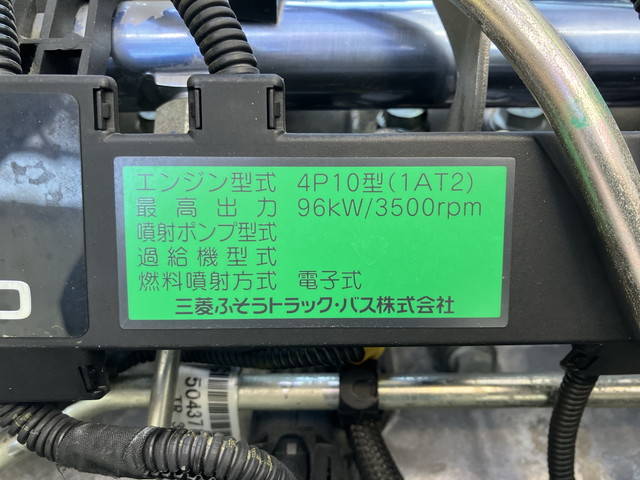 エンジン型式 4P10型(1AT2)
最高出力 96kW/3500rpm
噴射ポンプ型式
過給機型式
燃料噴射方式 電子式
三菱ふそうトラック・バス株式会社
50437